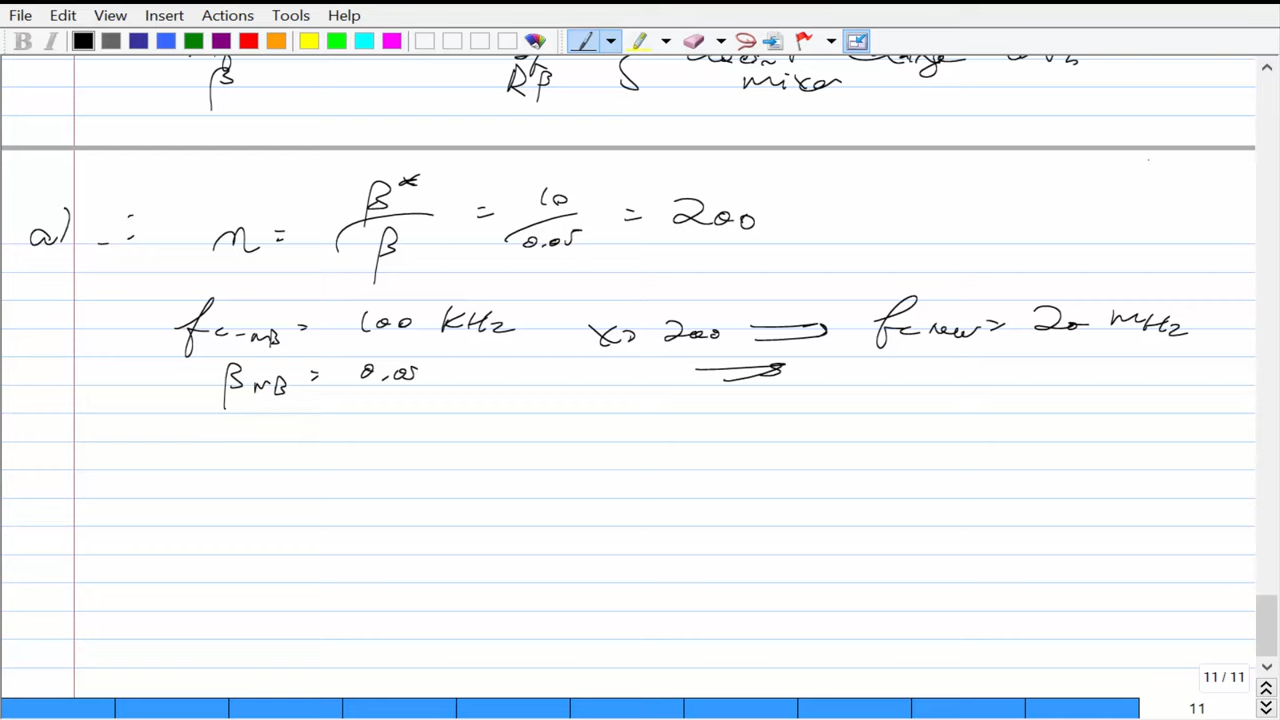 File Edit View Insert Actions Tools Help
B I
β Rβ mixer
a) ∴ n = β* / β = 10 / 0.05 = 200
fc-NB = 100 KHz x> 200 ⟹ fc new = 20 MHz
βNB = 0.05 ⟹
11 / 11
11